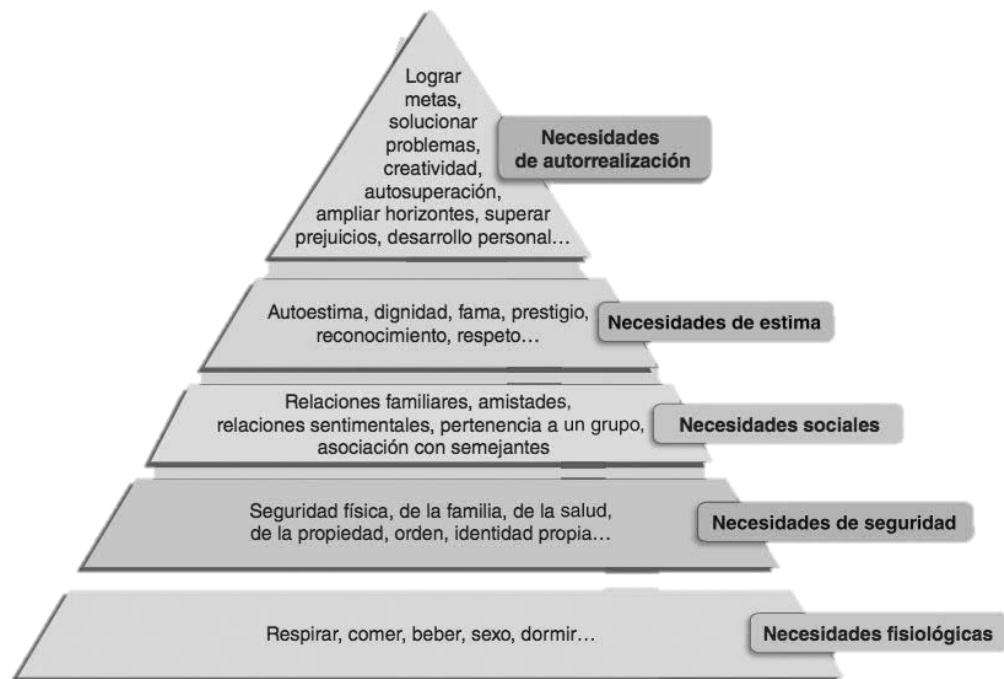 Lograr
metas,
solucionar
problemas,
creatividad,
autosuperación,
ampliar horizontes, superar
prejuicios, desarrollo personal…
Necesidades
de autorrealización
Autoestima, dignidad, fama, prestigio,
reconocimiento, respeto…
Necesidades de estima
Relaciones familiares, amistades,
relaciones sentimentales, pertenencia a un grupo,
asociación con semejantes
Necesidades sociales
Seguridad física, de la familia, de la salud,
de la propiedad, orden, identidad propia…
Necesidades de seguridad
Respirar, comer, beber, sexo, dormir…
Necesidades fisiológicas